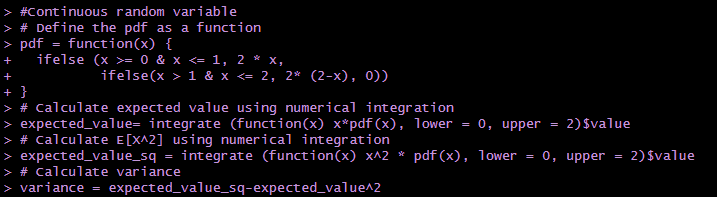 > #Continuous random variable
> # Define the pdf as a function
> pdf = function(x) {
+   ifelse (x >= 0 & x <= 1, 2 * x,
+           ifelse(x > 1 & x <= 2, 2* (2-x), 0))
+ }
> # Calculate expected value using numerical integration
> expected_value= integrate (function(x) x*pdf(x), lower = 0, upper = 2)$value
> # Calculate E[X^2] using numerical integration
> expected_value_sq = integrate (function(x) x^2 * pdf(x), lower = 0, upper = 2)$value
> # Calculate variance
> variance = expected_value_sq-expected_value^2